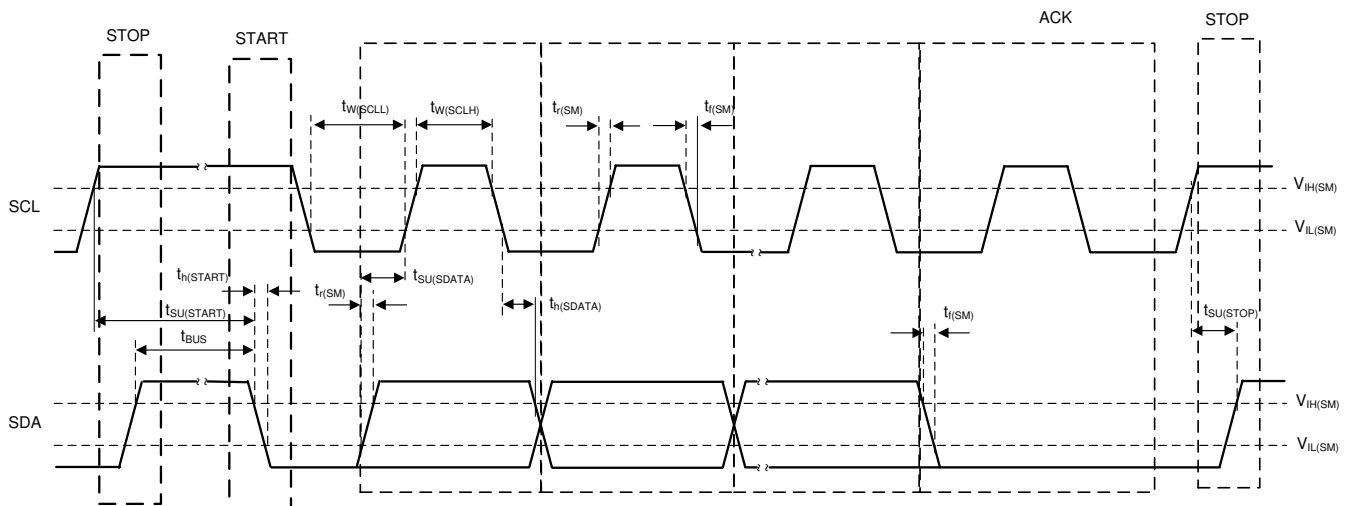 ACK
STOP
START
STOP
tW(SCLL)
tW(SCLH)
tr(SM)
tf(SM)
VIH(SM)
SCL
VIL(SM)
th(START)
tr(SM)
tSU(SDATA)
tSU(START)
th(SDATA)
tf(SM)
tSU(STOP)
tBUS
VIH(SM)
SDA
VIL(SM)